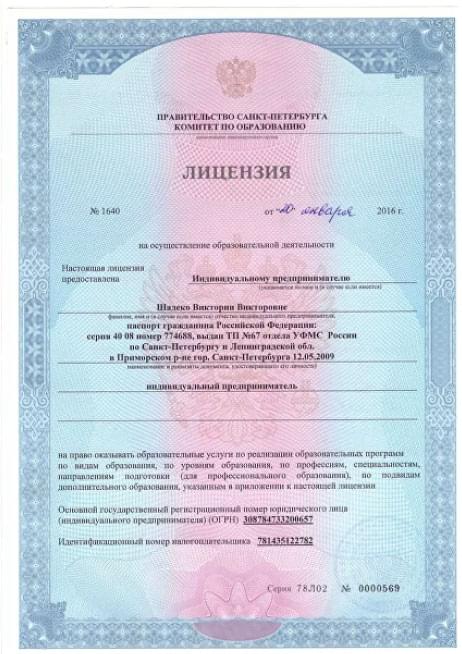 ПРАВИТЕЛЬСТВО САНКТ-ПЕТЕРБУРГА
КОМИТЕТ ПО ОБРАЗОВАНИЮ
ЛИЦЕНЗИЯ
№ 1640 от «20» января 2016 г.
на осуществление образовательной деятельности
Настоящая лицензия
предоставлена Индивидуальному предпринимателю
(указываются полное и (в случае если имеется)
Шадеко Виктории Викторовне
фамилия, имя и (в случае если имеется) отчество индивидуального предпринимателя,
паспорт гражданина Российской Федерации:
серия 40 08 номер 774688, выдан ТП №67 отдела УФМС России
по Санкт-Петербургу и Ленинградской обл.
в Приморском р-не гор. Санкт-Петербурга 12.05.2009
наименование и реквизиты документа, удостоверяющего его личность)
индивидуальный предприниматель
на право оказывать образовательные услуги по реализации образовательных программ
по видам образования, по уровням образования, по профессиям, специальностям,
направлениям подготовки (для профессионального образования), по подвидам
дополнительного образования, указанным в приложении к настоящей лицензии
Основной государственный регистрационный номер юридического лица
(индивидуального предпринимателя) (ОГРН) 308784733200657
Идентификационный номер налогоплательщика 781435122782
Серия 78Л02 № 0000569